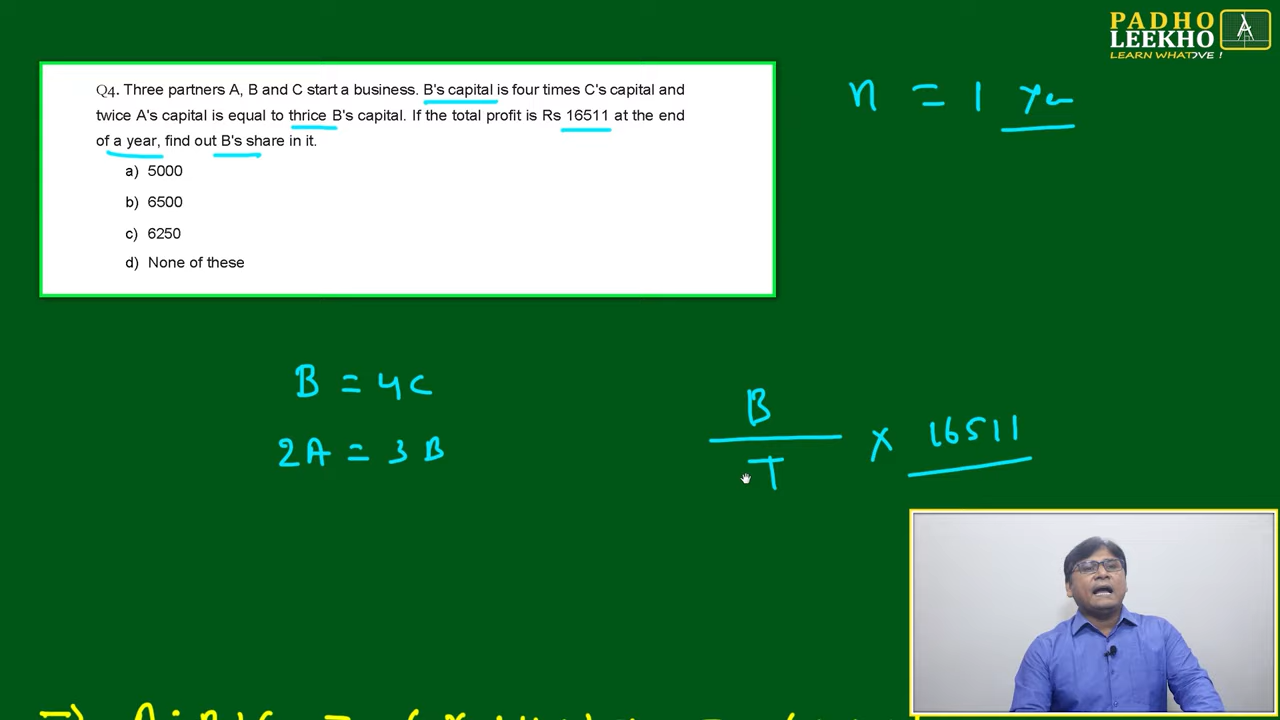 PADHO
LEEKHO
LEARN WHAT
Q4. Three partners A, B and C start a business. B's capital is four times C's capital and
twice A's capital is equal to thrice B's capital. If the total profit is Rs 16511 at the end
of a year, find out B's share in it.
a) 5000
b) 6500
c) 6250
d) None of these
n = 1
B = 4C
2A = 3B
B
T
x 16511